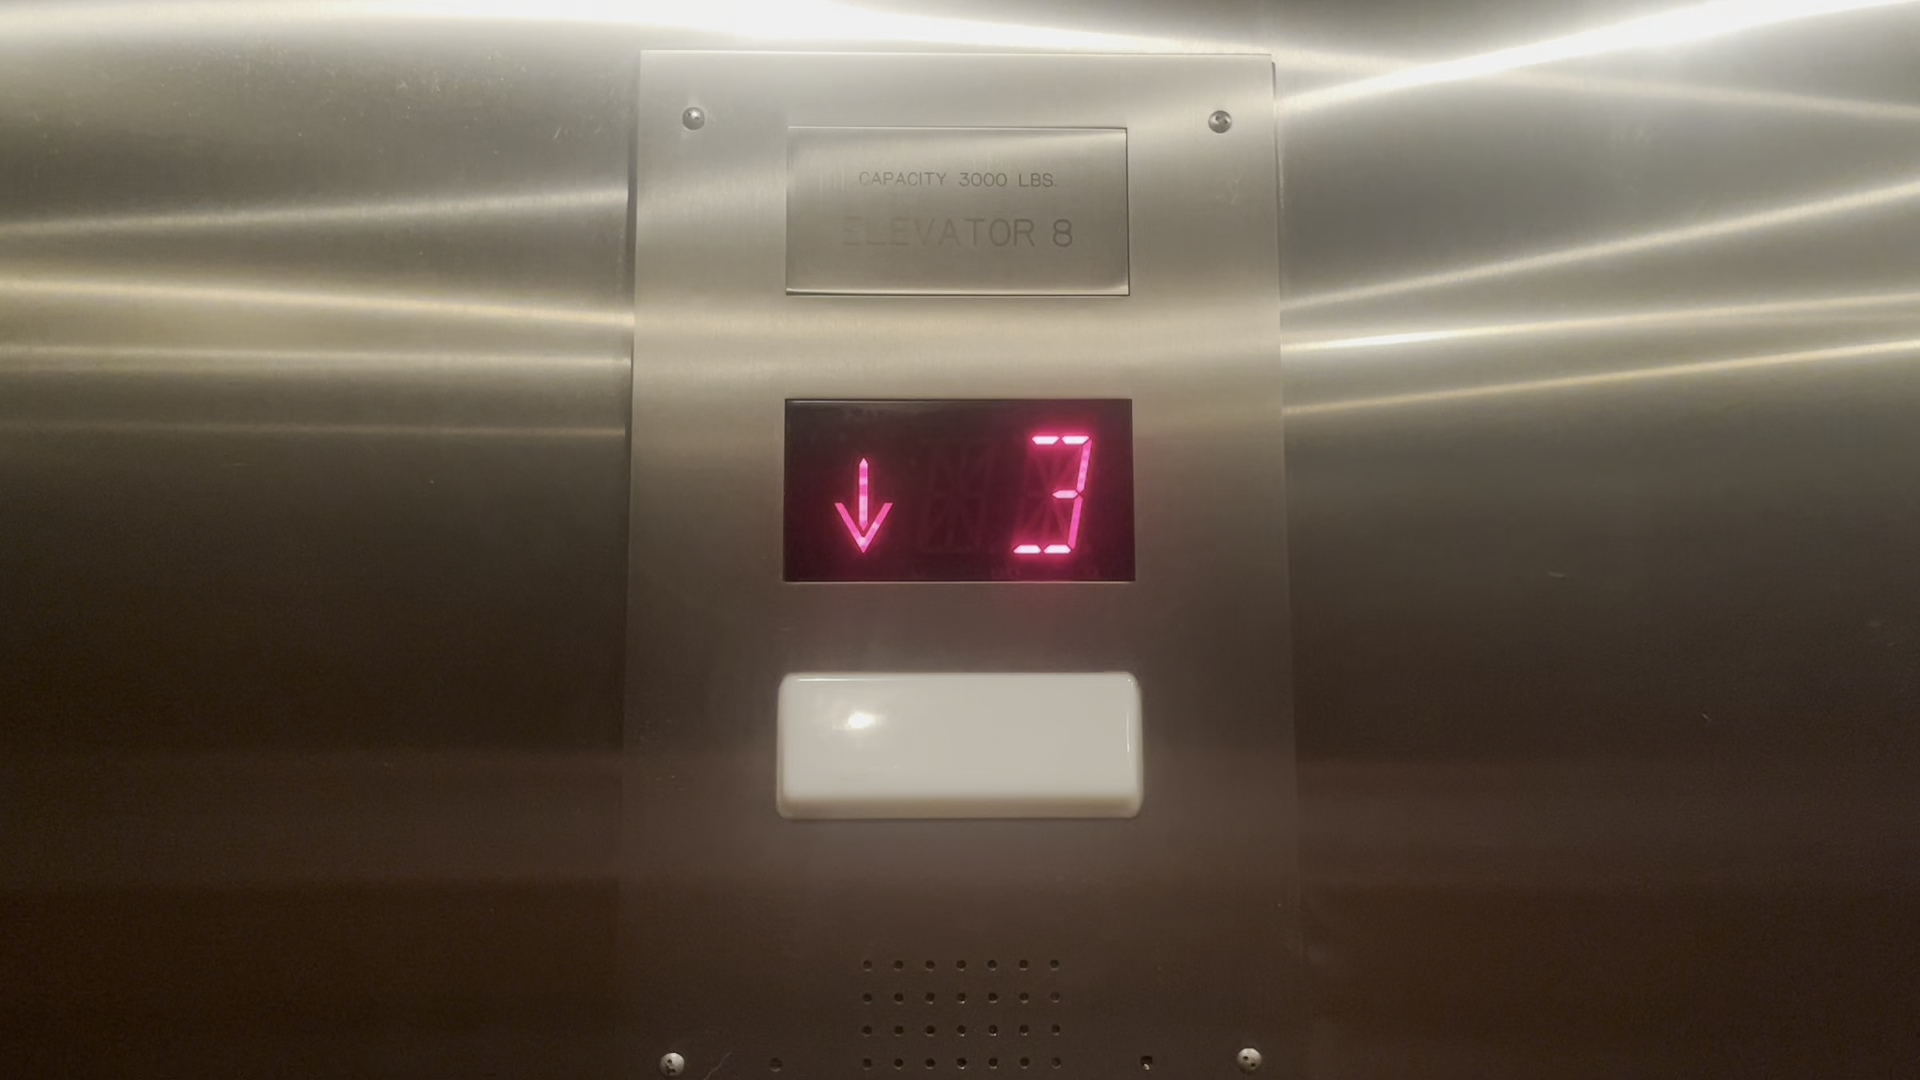 CAPACITY 3000 LBS.
ELEVATOR 8
↓ 3